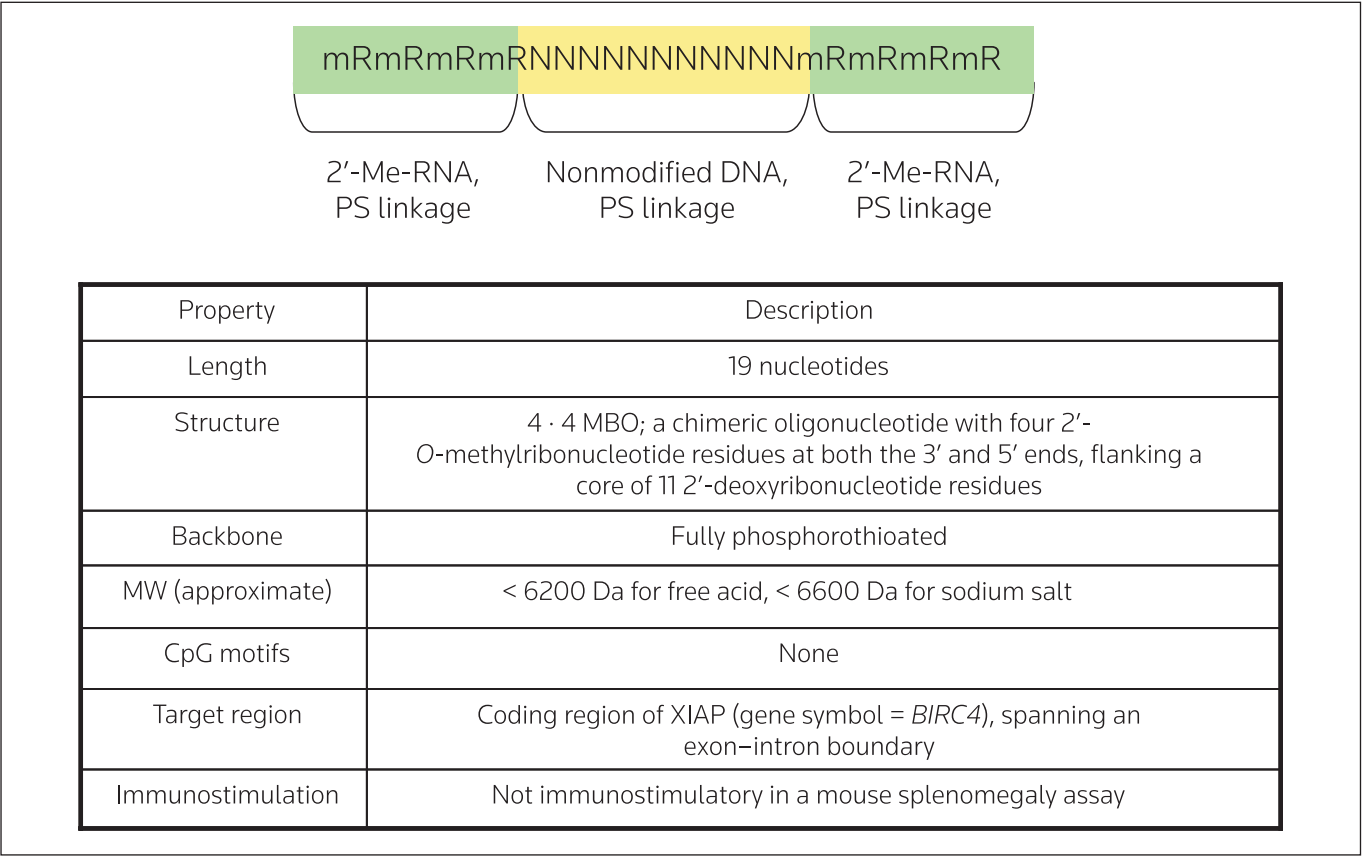 mRmRmRmRNNNNNNNNNNNmRmRmRmR
2′-Me-RNA,
PS linkage
Nonmodified DNA,
PS linkage
2′-Me-RNA,
PS linkage
Property Description
Length 19 nucleotides
Structure 4 · 4 MBO; a chimeric oligonucleotide with four 2′-
O-methylribonucleotide residues at both the 3′ and 5′ ends, flanking a
core of 11 2′-deoxyribonucleotide residues
Backbone Fully phosphorothioated
MW (approximate) < 6200 Da for free acid, < 6600 Da for sodium salt
CpG motifs None
Target region Coding region of XIAP (gene symbol = BIRC4), spanning an
exon–intron boundary
Immunostimulation Not immunostimulatory in a mouse splenomegaly assay